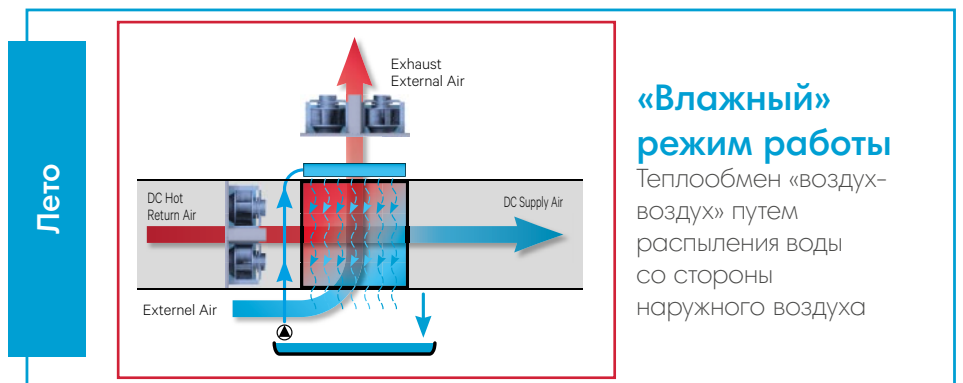 Лето
Exhaust
External Air
DC Hot
Return Air
DC Supply Air
Externel Air
«Влажный»
режим работы
Теплообмен «воздух-
воздух» путем
распыления воды
со стороны
наружного воздуха